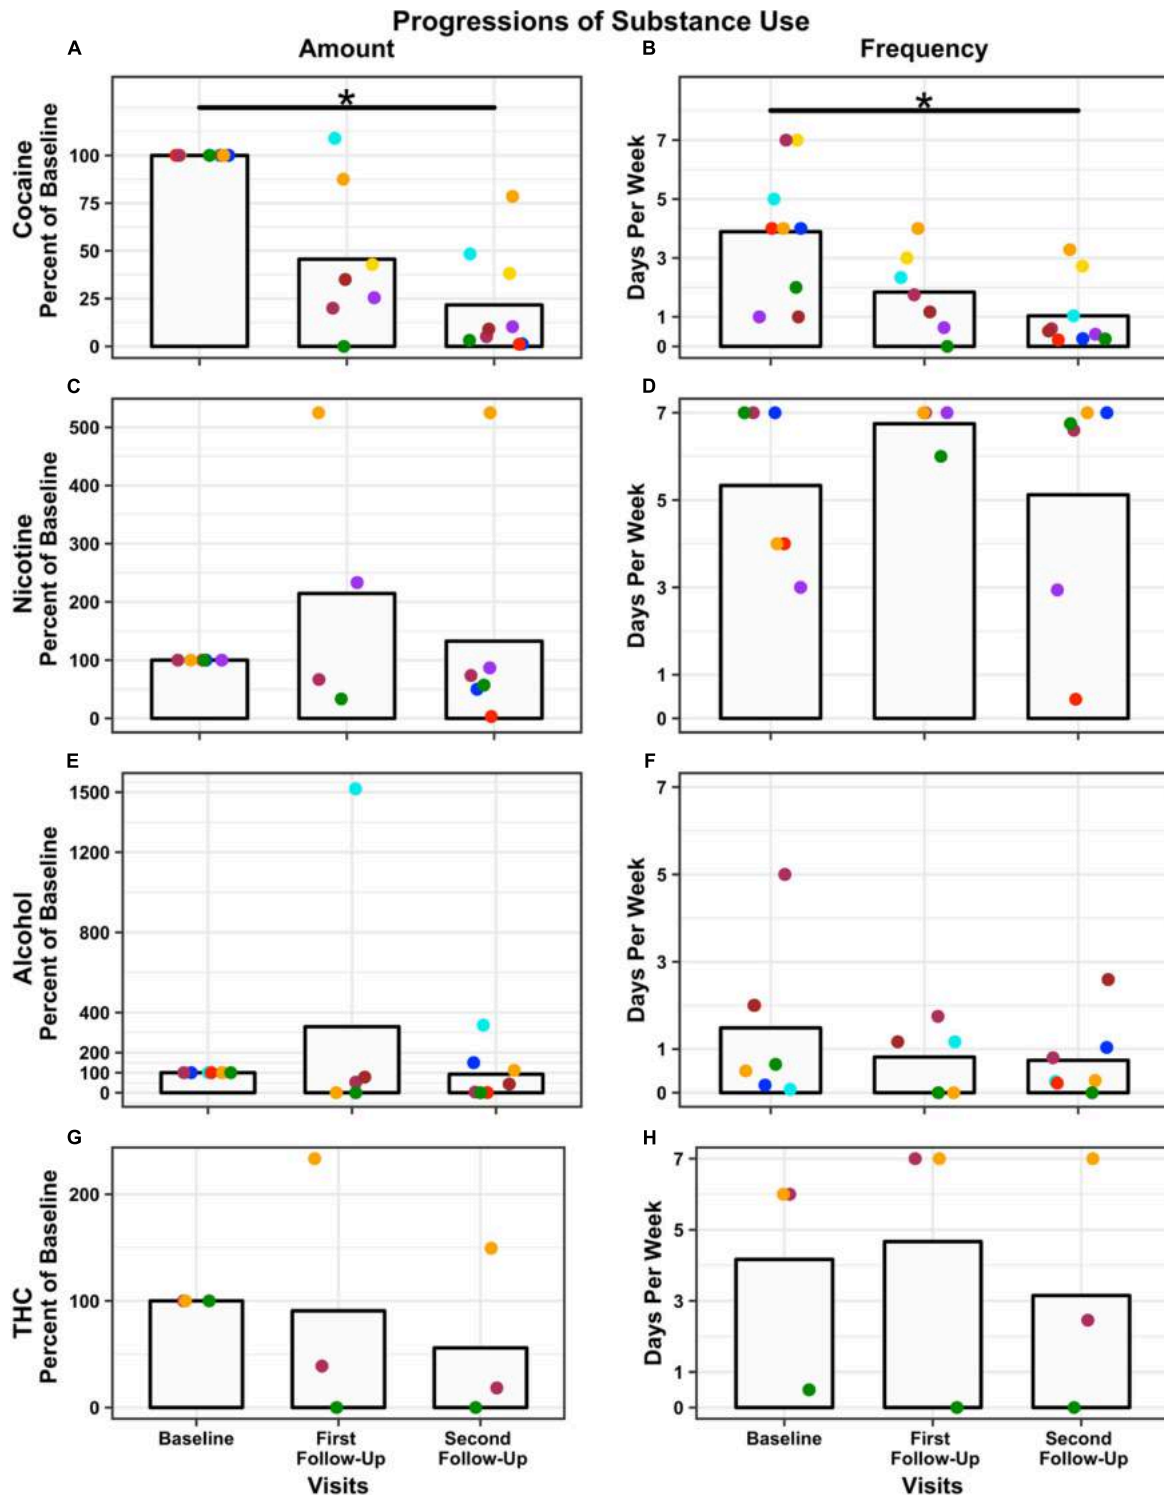 Progressions of Substance Use
Amount
Frequency
A
Cocaine
Percent of Baseline
100
75
50
25
0
*
B
Days Per Week
7
5
3
1
0
*
C
Nicotine
Percent of Baseline
500
400
300
200
100
0
D
Days Per Week
7
5
3
1
0
E
Alcohol
Percent of Baseline
1500
1200
800
400
200
100
0
F
Days Per Week
7
5
3
1
0
G
THC
Percent of Baseline
200
100
0
Baseline
First
Follow-Up
Second
Follow-Up
Visits
H
Days Per Week
7
5
3
1
0
Baseline
First
Follow-Up
Second
Follow-Up
Visits